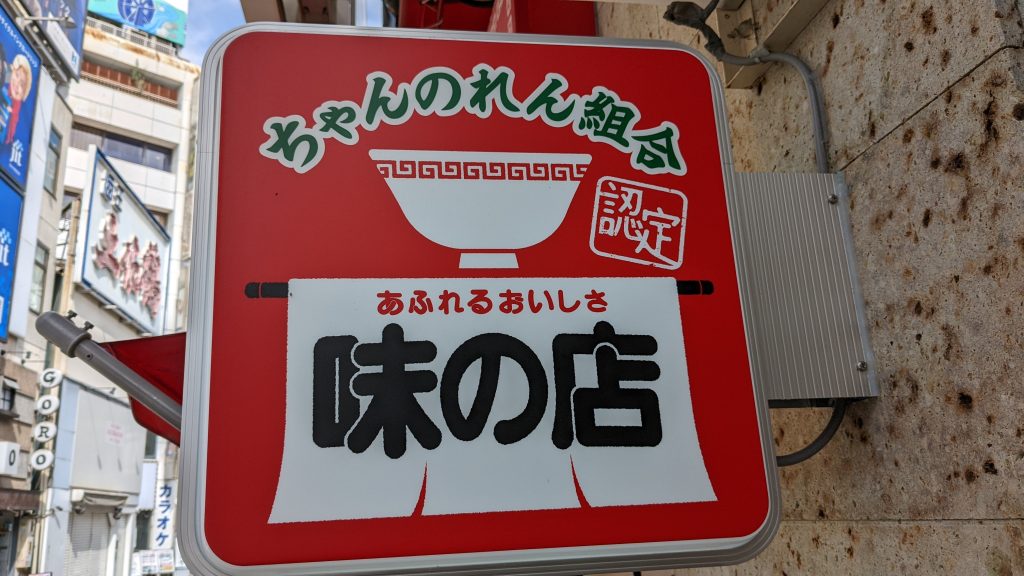 ちゃんのれん組合
認定
あふれるおいしさ
味の店
GORO
カラオケ